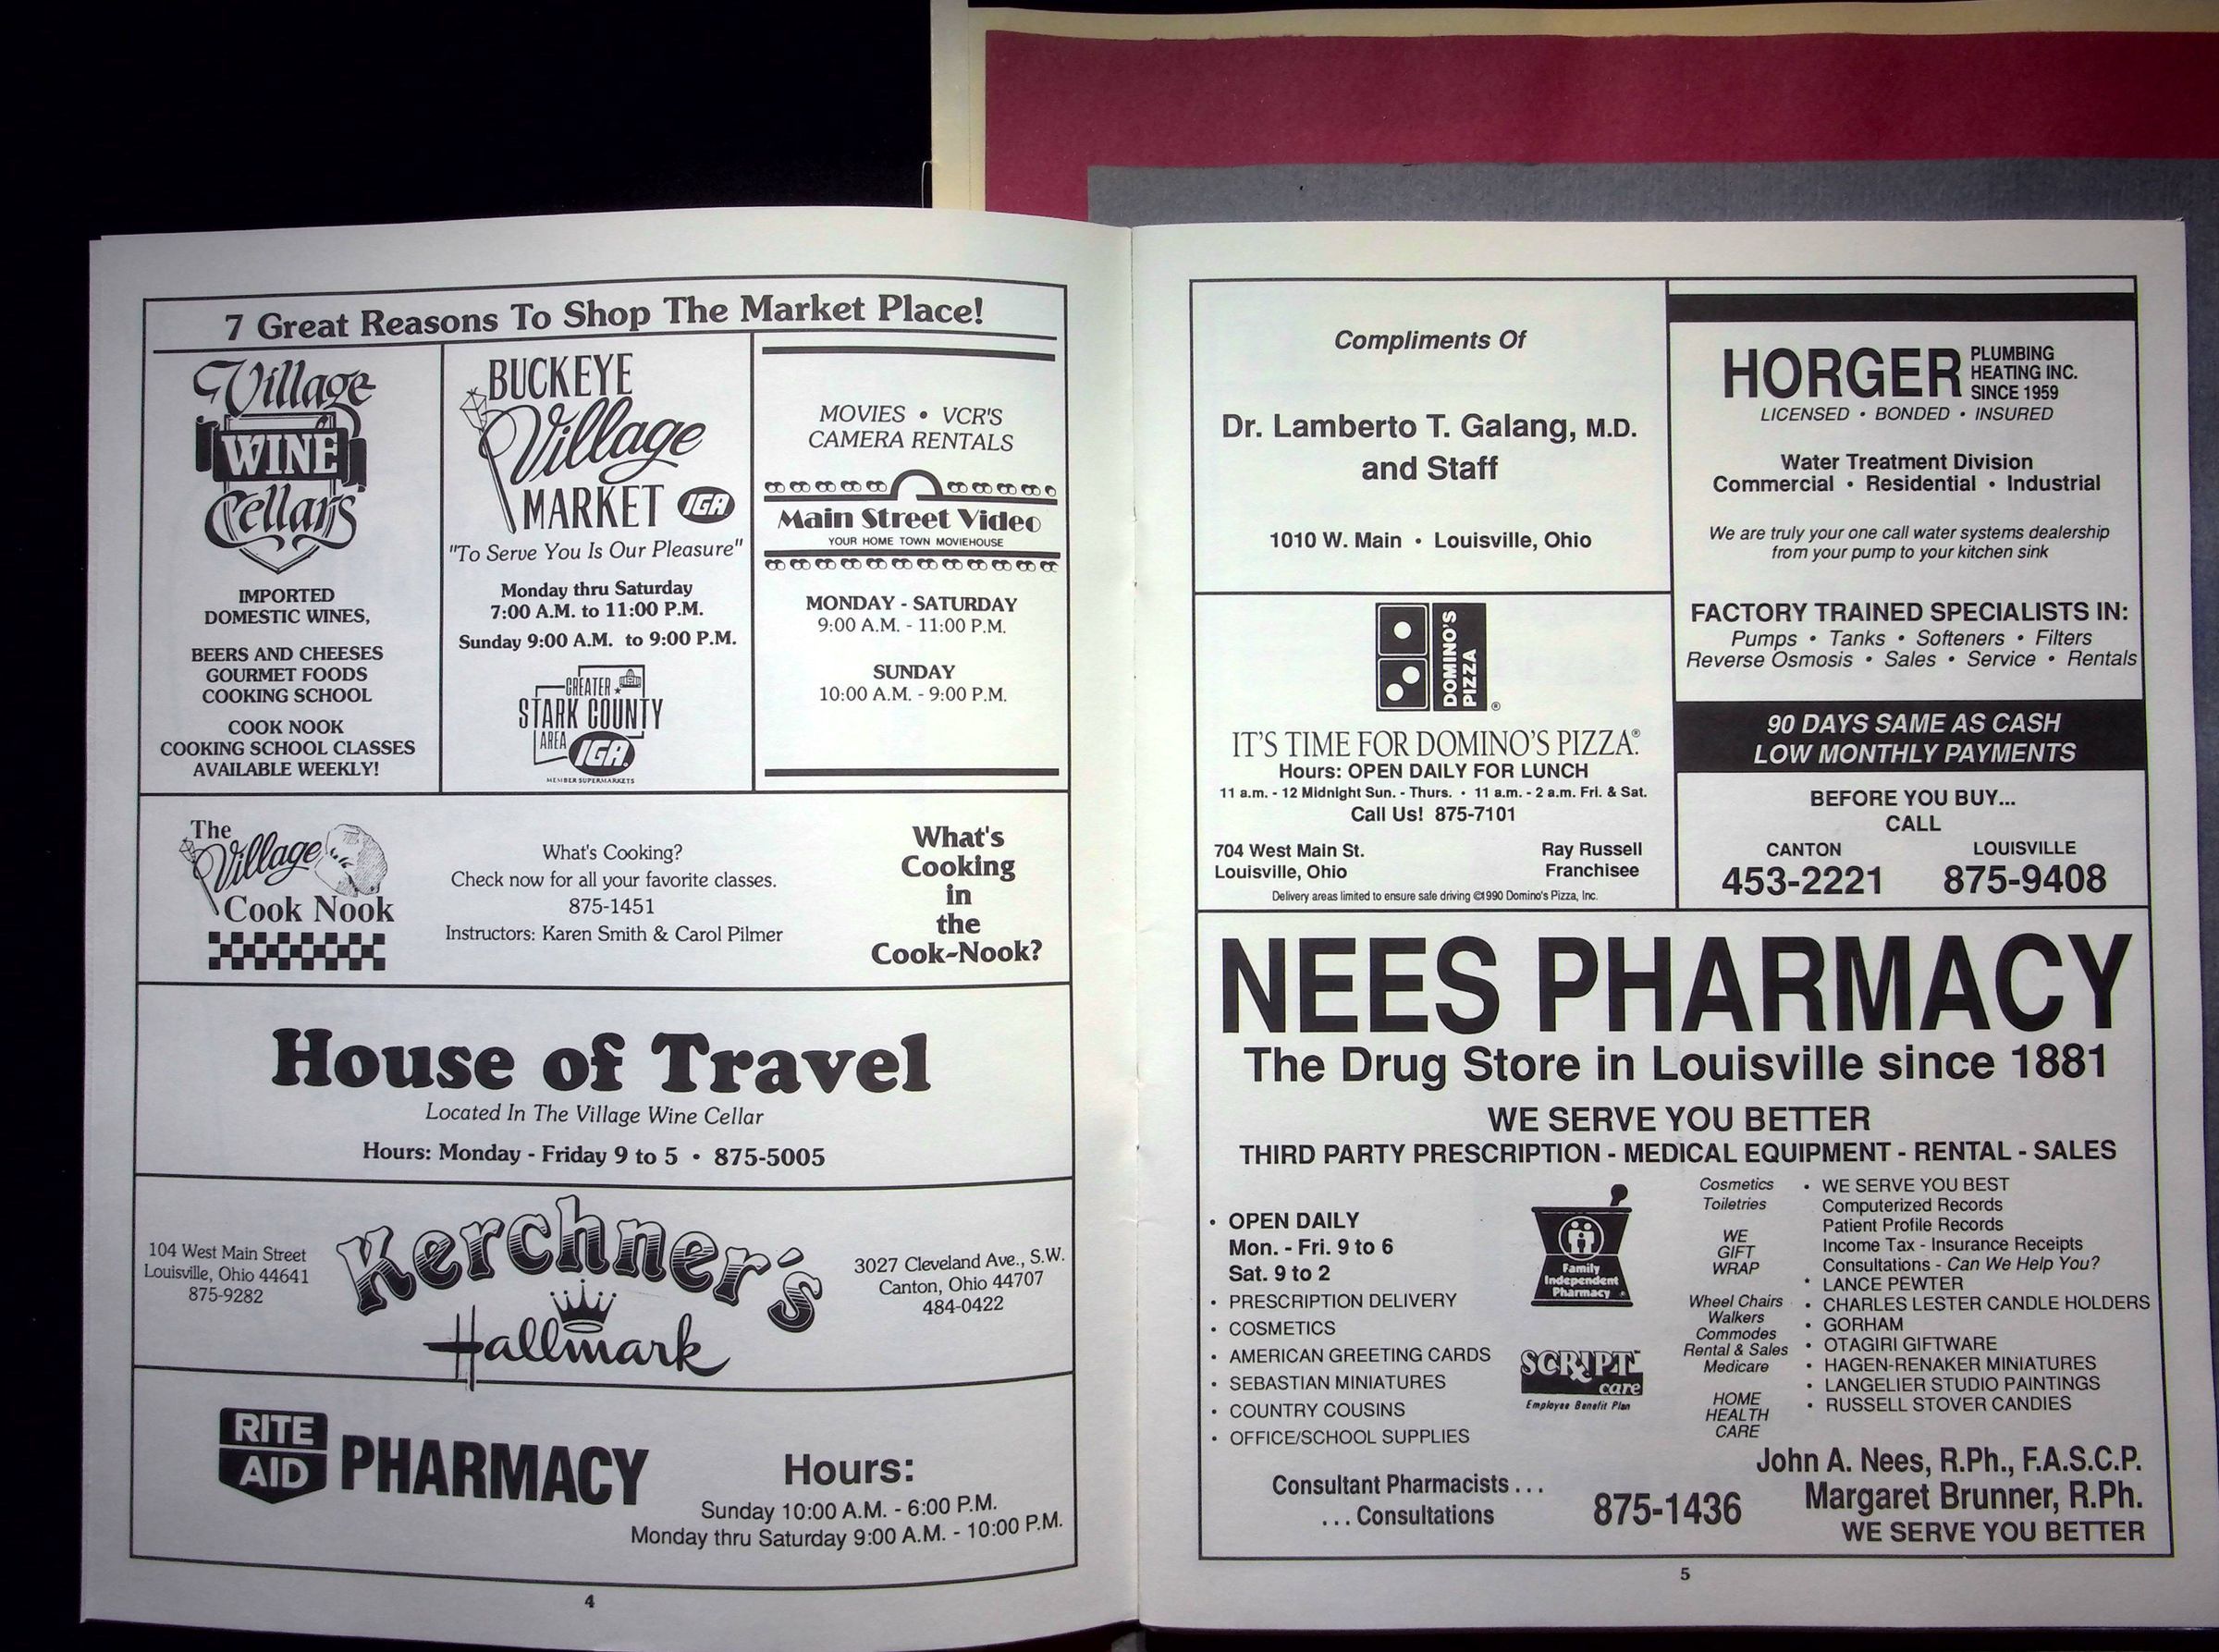 7 Great Reasons To Shop The Market Place!
Village
WINE
Cellars
IMPORTED
DOMESTIC WINES,
BEERS AND CHEESES
GOURMET FOODS
COOKING SCHOOL
COOK NOOK
COOKING SCHOOL CLASSES
AVAILABLE WEEKLY!
BUCKEYE
Village
MARKET IGA
"To Serve You Is Our Pleasure"
Monday thru Saturday
7:00 A.M. to 11:00 P.M.
Sunday 9:00 A.M. to 9:00 P.M.
GREATER
STARK COUNTY
AREA
IGA
MEMBER SUPERMARKETS
MOVIES • VCR'S
CAMERA RENTALS
Main Street Video
YOUR HOME TOWN MOVIEHOUSE
MONDAY - SATURDAY
9:00 A.M. - 11:00 P.M.
SUNDAY
10:00 A.M. - 9:00 P.M.
The
Village
Cook Nook
What's Cooking?
Check now for all your favorite classes.
875-1451
Instructors: Karen Smith & Carol Pilmer
What's
Cooking
in
the
Cook-Nook?
House of Travel
Located In The Village Wine Cellar
Hours: Monday - Friday 9 to 5 • 875-5005
104 West Main Street
Louisville, Ohio 44641
875-9282
Kerchner's
Hallmark
3027 Cleveland Ave., S.W.
Canton, Ohio 44707
484-0422
RITE
AID
PHARMACY
Hours:
Sunday 10:00 A.M. - 6:00 P.M.
Monday thru Saturday 9:00 A.M. - 10:00 P.M.
4
Compliments Of
Dr. Lamberto T. Galang, M.D.
and Staff
1010 W. Main • Louisville, Ohio
HORGER
PLUMBING
HEATING INC.
SINCE 1959
LICENSED • BONDED • INSURED
Water Treatment Division
Commercial • Residential • Industrial
We are truly your one call water systems dealership
from your pump to your kitchen sink
FACTORY TRAINED SPECIALISTS IN:
Pumps • Tanks • Softeners • Filters
Reverse Osmosis • Sales • Service • Rentals
90 DAYS SAME AS CASH
LOW MONTHLY PAYMENTS
BEFORE YOU BUY...
CALL
CANTON
453-2221
LOUISVILLE
875-9408
DOMINO'S
PIZZA ®
IT'S TIME FOR DOMINO'S PIZZA.®
Hours: OPEN DAILY FOR LUNCH
11 a.m. - 12 Midnight Sun. - Thurs. • 11 a.m. - 2 a.m. Fri. & Sat.
Call Us! 875-7101
704 West Main St.
Louisville, Ohio
Ray Russell
Franchisee
Delivery areas limited to ensure safe driving ©1990 Domino's Pizza, Inc.
NEES PHARMACY
The Drug Store in Louisville since 1881
WE SERVE YOU BETTER
THIRD PARTY PRESCRIPTION - MEDICAL EQUIPMENT - RENTAL - SALES
• OPEN DAILY
Mon. - Fri. 9 to 6
Sat. 9 to 2
• PRESCRIPTION DELIVERY
• COSMETICS
• AMERICAN GREETING CARDS
• SEBASTIAN MINIATURES
• COUNTRY COUSINS
• OFFICE/SCHOOL SUPPLIES
Family
Independent
Pharmacy
SCRIPT™
care
Employee Benefit Plan
Cosmetics
Toiletries
WE
GIFT
WRAP
Wheel Chairs
Walkers
Commodes
Rental & Sales
Medicare
HOME
HEALTH
CARE
• WE SERVE YOU BEST
Computerized Records
Patient Profile Records
Income Tax - Insurance Receipts
Consultations - Can We Help You?
• LANCE PEWTER
• CHARLES LESTER CANDLE HOLDERS
• GORHAM
• OTAGIRI GIFTWARE
• HAGEN-RENAKER MINIATURES
• LANGELIER STUDIO PAINTINGS
• RUSSELL STOVER CANDIES
Consultant Pharmacists . . .
. . . Consultations
875-1436
John A. Nees, R.Ph., F.A.S.C.P.
Margaret Brunner, R.Ph.
WE SERVE YOU BETTER
5